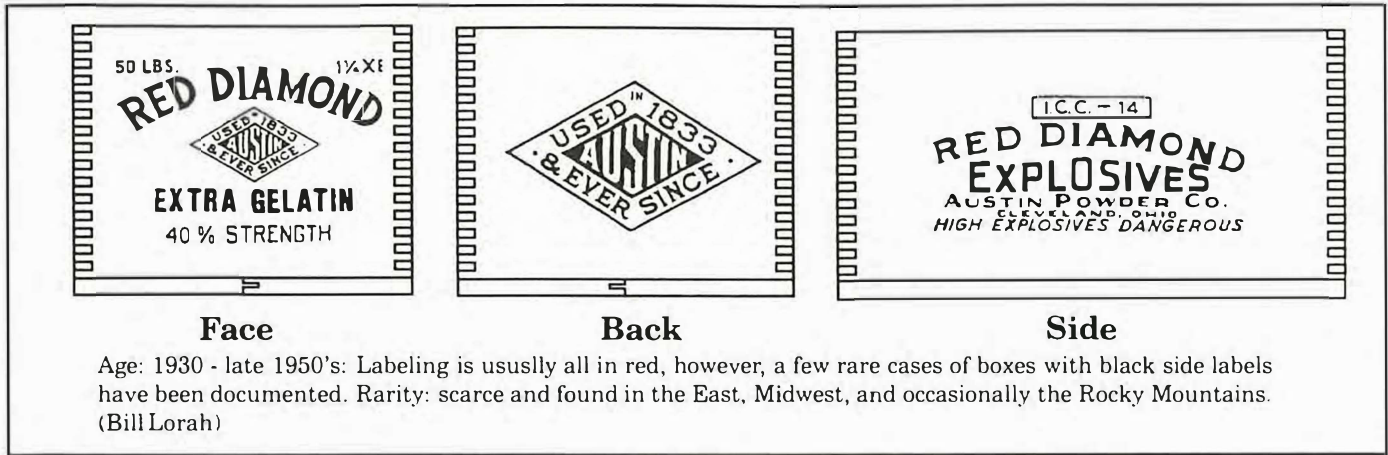 50 LBS.
1¼XE
RED DIAMOND
USED IN 1833
AUSTIN
& EVER SINCE
EXTRA GELATIN
40 % STRENGTH
USED IN 1833
AUSTIN
· & EVER SINCE ·
I.C.C. – 14
RED DIAMOND
EXPLOSIVES
AUSTIN POWDER CO.
CLEVELAND, OHIO
HIGH EXPLOSIVES DANGEROUS
Face
Back
Side
Age: 1930 - late 1950's: Labeling is ususlly all in red, however, a few rare cases of boxes with black side labels
have been documented. Rarity: scarce and found in the East, Midwest, and occasionally the Rocky Mountains.
(Bill Lorah)